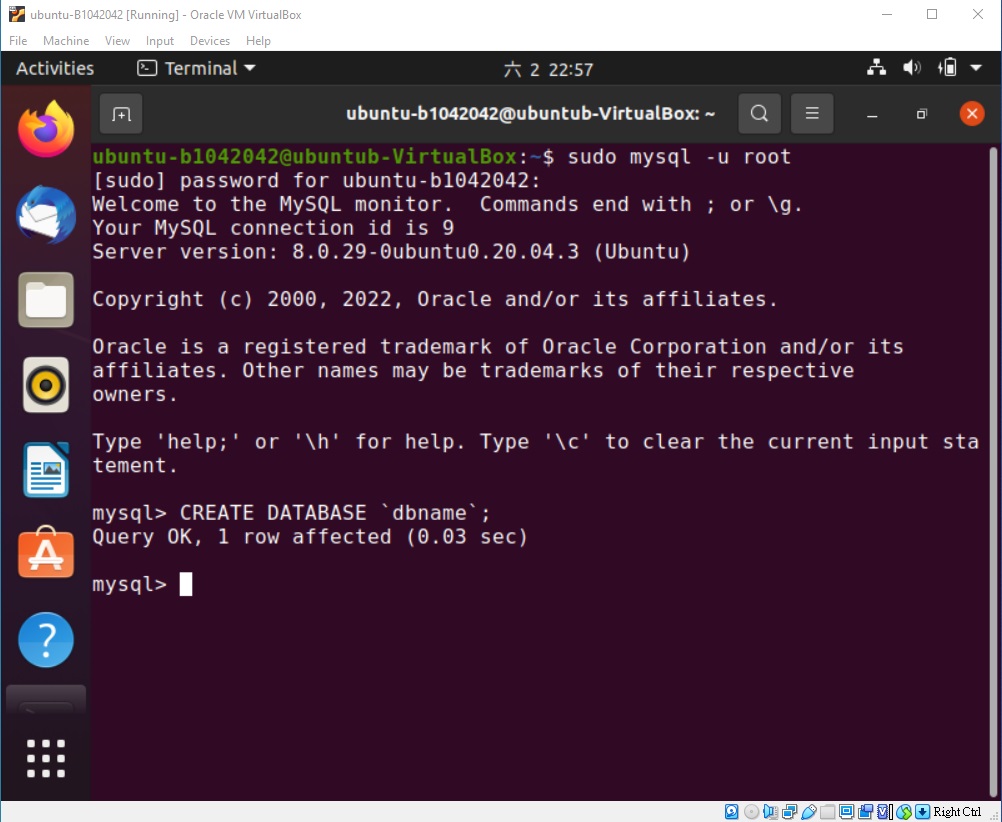 ubuntu-B1042042 [Running] - Oracle VM VirtualBox
File Machine View Input Devices Help
Activities Terminal 六 2 22:57
ubuntu-b1042042@ubuntub-VirtualBox: ~
ubuntu-b1042042@ubuntub-VirtualBox:~$ sudo mysql -u root
[sudo] password for ubuntu-b1042042:
Welcome to the MySQL monitor.  Commands end with ; or \g.
Your MySQL connection id is 9
Server version: 8.0.29-0ubuntu0.20.04.3 (Ubuntu)
Copyright (c) 2000, 2022, Oracle and/or its affiliates.
Oracle is a registered trademark of Oracle Corporation and/or its
affiliates. Other names may be trademarks of their respective
owners.
Type 'help;' or '\h' for help. Type '\c' to clear the current input sta
tement.
mysql> CREATE DATABASE `dbname`;
Query OK, 1 row affected (0.03 sec)
mysql>
Right Ctrl